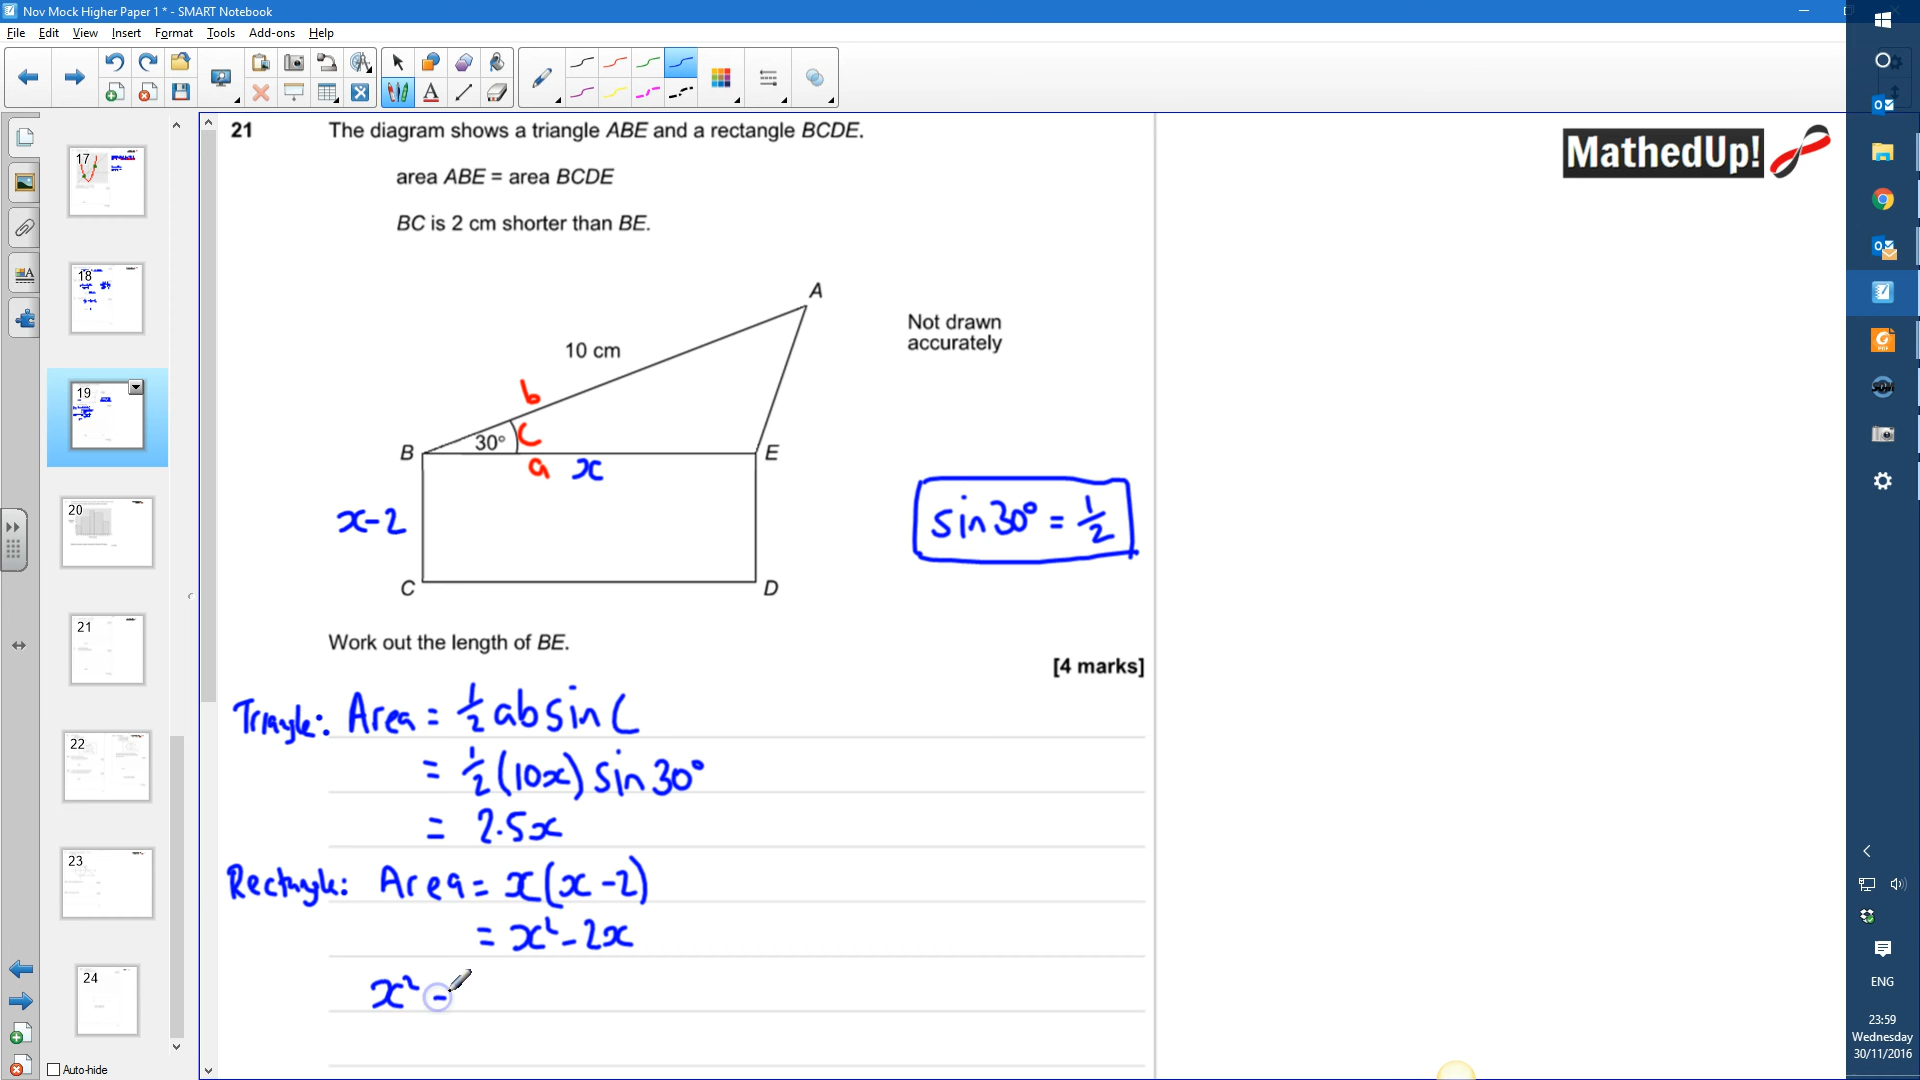 Nov Mock Higher Paper 1 * - SMART Notebook
File Edit View Insert Format Tools Add-ons Help
21 The diagram shows a triangle ABE and a rectangle BCDE.
MathedUp!
area ABE = area BCDE
BC is 2 cm shorter than BE.
A
10 cm
Not drawn
accurately
b
30° c
B
a x
E
x-2
sin30° = 1/2
C
D
Work out the length of BE.
[4 marks]
Triangle: Area = 1/2 ab sin C
= 1/2 (10x) sin 30°
= 2.5x
Rectangle: Area = x(x-2)
= x² - 2x
x² -
17
18
19
20
21
22
23
24
Auto-hide
ENG
23:59
Wednesday
30/11/2016